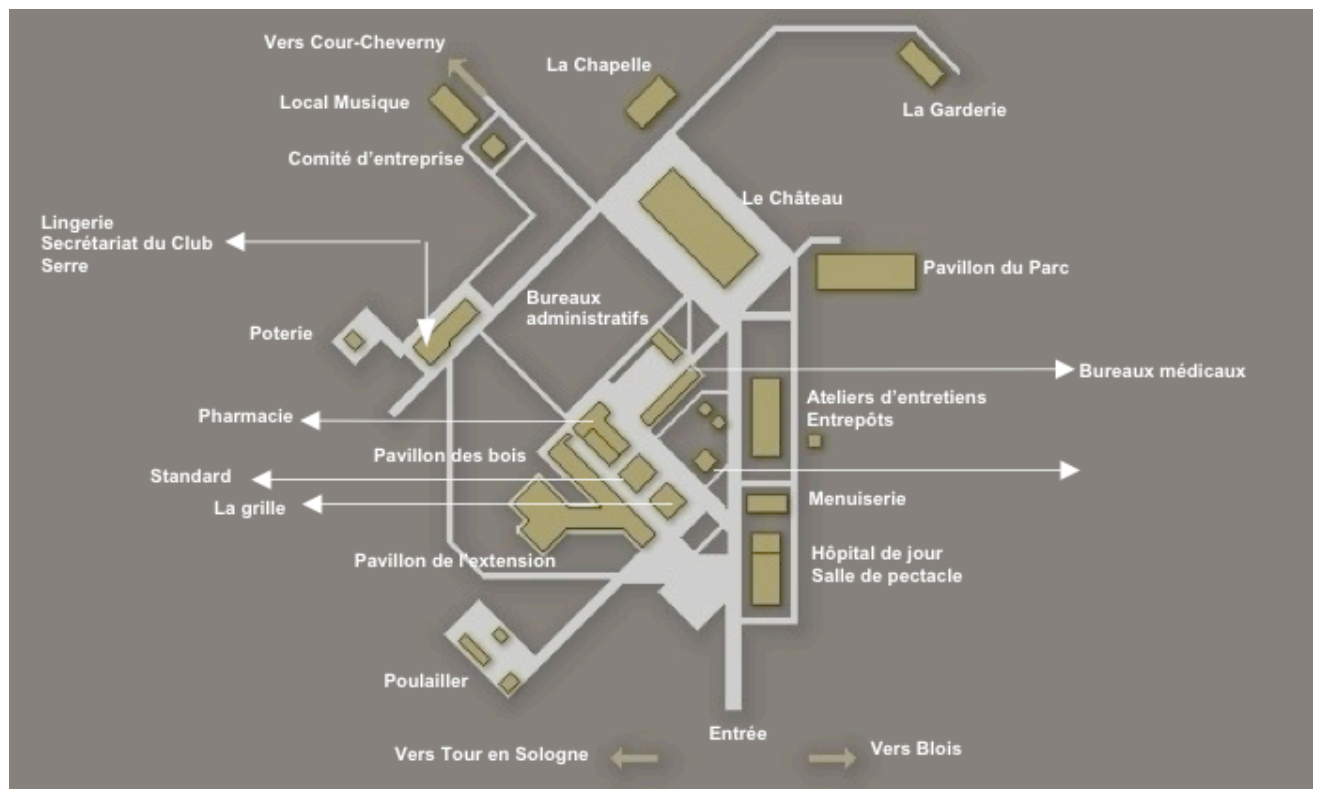 Vers Cour-Cheverny
La Chapelle
Local Musique
La Garderie
Comité d'entreprise
Le Château
Lingerie
Secrétariat du Club
Serre
Pavillon du Parc
Bureaux
administratifs
Poterie
Bureaux médicaux
Ateliers d'entretiens
Entrepôts
Pharmacie
Pavillon des bois
Standard
La grille
Menuiserie
Pavillon de l'extension
Hôpital de jour
Salle de pectacle
Poulailler
Entrée
Vers Tour en Sologne
Vers Blois